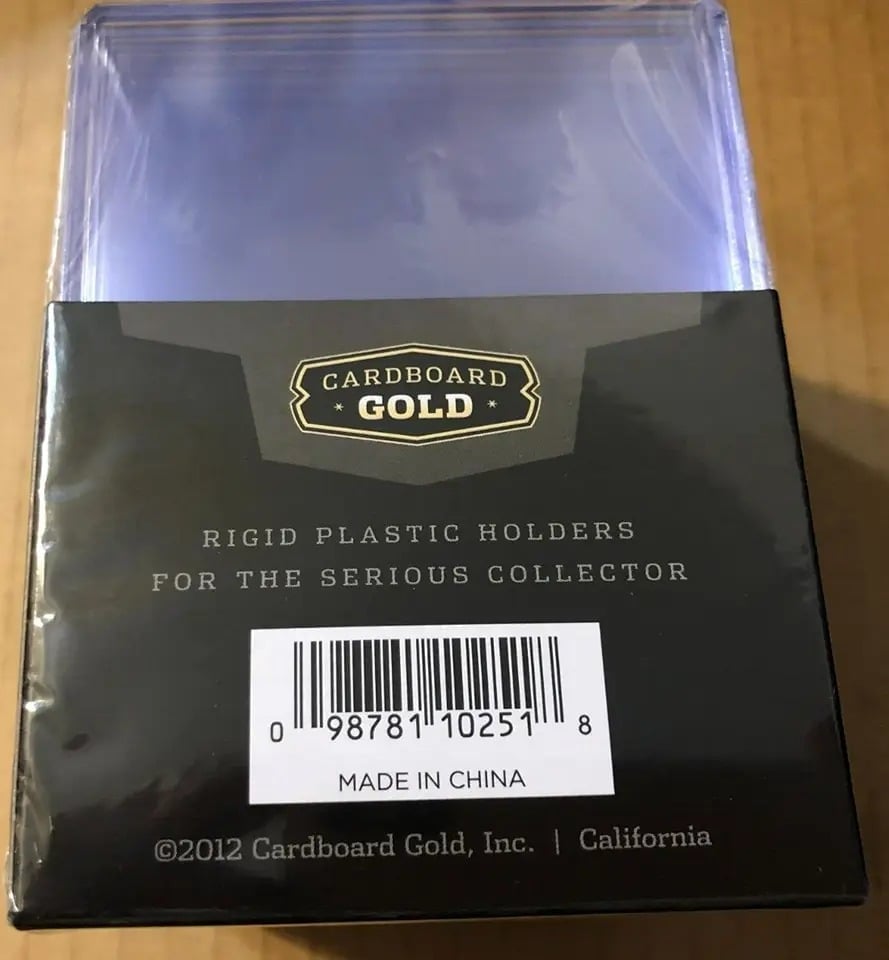 CARDBOARD
* GOLD *
RIGID PLASTIC HOLDERS
FOR THE SERIOUS COLLECTOR
0 98781 10251 8
MADE IN CHINA
©2012 Cardboard Gold, Inc. | California